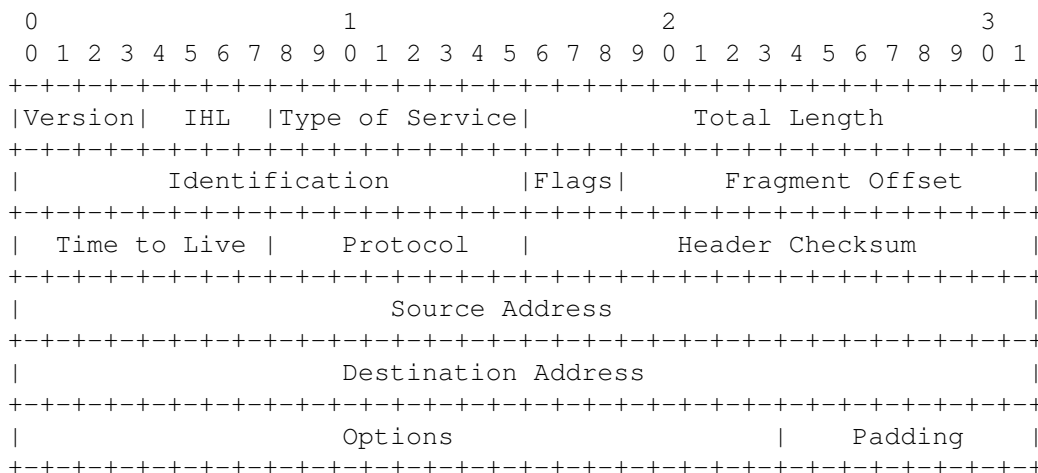 0                   1                   2                   3
0 1 2 3 4 5 6 7 8 9 0 1 2 3 4 5 6 7 8 9 0 1 2 3 4 5 6 7 8 9 0 1
+-+-+-+-+-+-+-+-+-+-+-+-+-+-+-+-+-+-+-+-+-+-+-+-+-+-+-+-+-+-+-+-+
|Version|  IHL  |Type of Service|          Total Length         |
+-+-+-+-+-+-+-+-+-+-+-+-+-+-+-+-+-+-+-+-+-+-+-+-+-+-+-+-+-+-+-+-+
|         Identification        |Flags|      Fragment Offset    |
+-+-+-+-+-+-+-+-+-+-+-+-+-+-+-+-+-+-+-+-+-+-+-+-+-+-+-+-+-+-+-+-+
|  Time to Live |    Protocol   |         Header Checksum       |
+-+-+-+-+-+-+-+-+-+-+-+-+-+-+-+-+-+-+-+-+-+-+-+-+-+-+-+-+-+-+-+-+
|                       Source Address                          |
+-+-+-+-+-+-+-+-+-+-+-+-+-+-+-+-+-+-+-+-+-+-+-+-+-+-+-+-+-+-+-+-+
|                    Destination Address                        |
+-+-+-+-+-+-+-+-+-+-+-+-+-+-+-+-+-+-+-+-+-+-+-+-+-+-+-+-+-+-+-+-+
|                    Options                    |    Padding    |
+-+-+-+-+-+-+-+-+-+-+-+-+-+-+-+-+-+-+-+-+-+-+-+-+-+-+-+-+-+-+-+-+